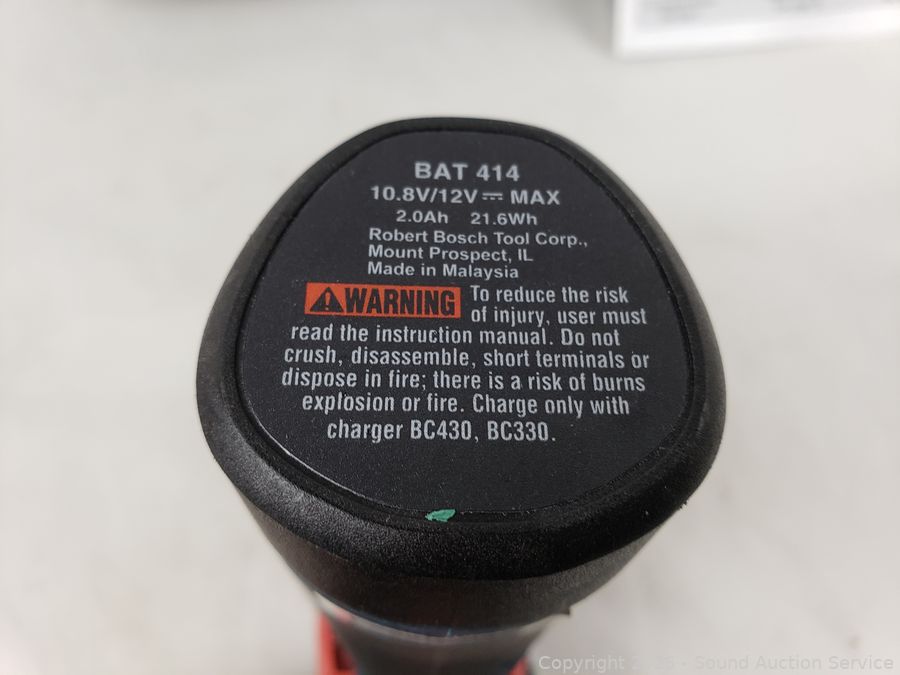 BAT 414
10.8V/12V ⎓ MAX
2.0Ah 21.6Wh
Robert Bosch Tool Corp.,
Mount Prospect, IL
Made in Malaysia
⚠WARNING To reduce the risk
of injury, user must
read the instruction manual. Do not
crush, disassemble, short terminals or
dispose in fire; there is a risk of burns
explosion or fire. Charge only with
charger BC430, BC330.
Copyright - Sound Auction Service